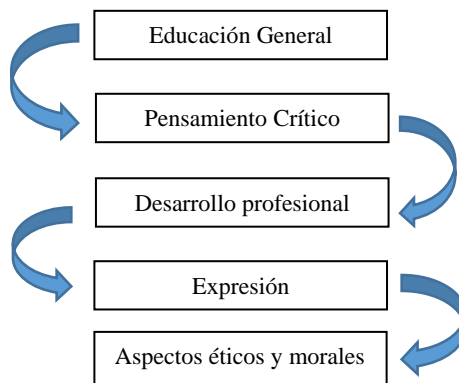 Educación General
Pensamiento Crítico
Desarrollo profesional
Expresión
Aspectos éticos y morales